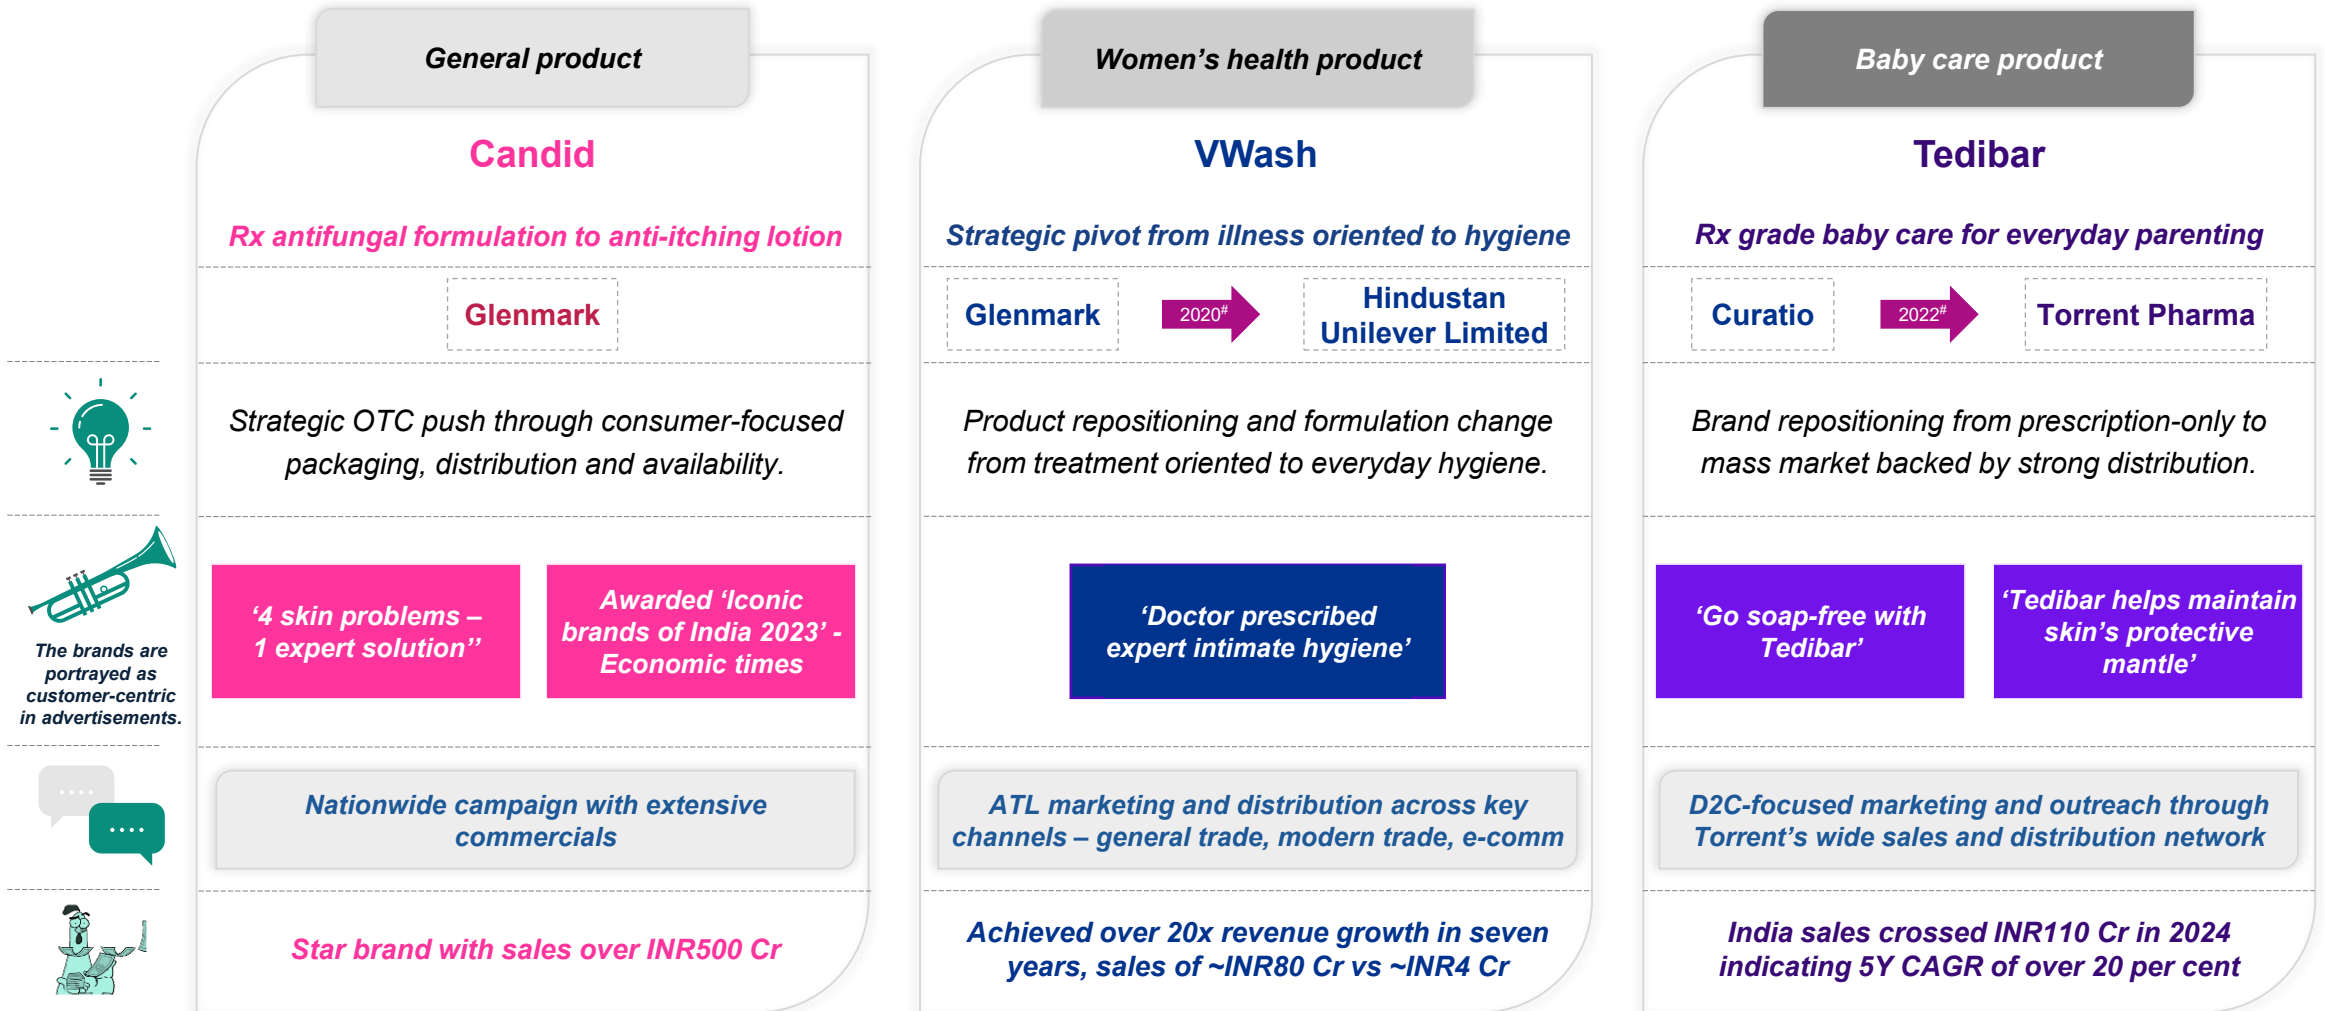 General product
Candid
Rx antifungal formulation to anti-itching lotion
Glenmark
Strategic OTC push through consumer-focused
packaging, distribution and availability.
‘4 skin problems –
1 expert solution’’
Awarded ‘Iconic
brands of India 2023’ -
Economic times
Nationwide campaign with extensive
commercials
Star brand with sales over INR500 Cr
Women’s health product
VWash
Strategic pivot from illness oriented to hygiene
Glenmark
2020#
Hindustan
Unilever Limited
Product repositioning and formulation change
from treatment oriented to everyday hygiene.
‘Doctor prescribed
expert intimate hygiene’
ATL marketing and distribution across key
channels – general trade, modern trade, e-comm
Achieved over 20x revenue growth in seven
years, sales of ~INR80 Cr vs ~INR4 Cr
Baby care product
Tedibar
Rx grade baby care for everyday parenting
Curatio
2022#
Torrent Pharma
Brand repositioning from prescription-only to
mass market backed by strong distribution.
‘Go soap-free with
Tedibar’
‘Tedibar helps maintain
skin’s protective
mantle’
D2C-focused marketing and outreach through
Torrent’s wide sales and distribution network
India sales crossed INR110 Cr in 2024
indicating 5Y CAGR of over 20 per cent
The brands are
portrayed as
customer-centric
in advertisements.